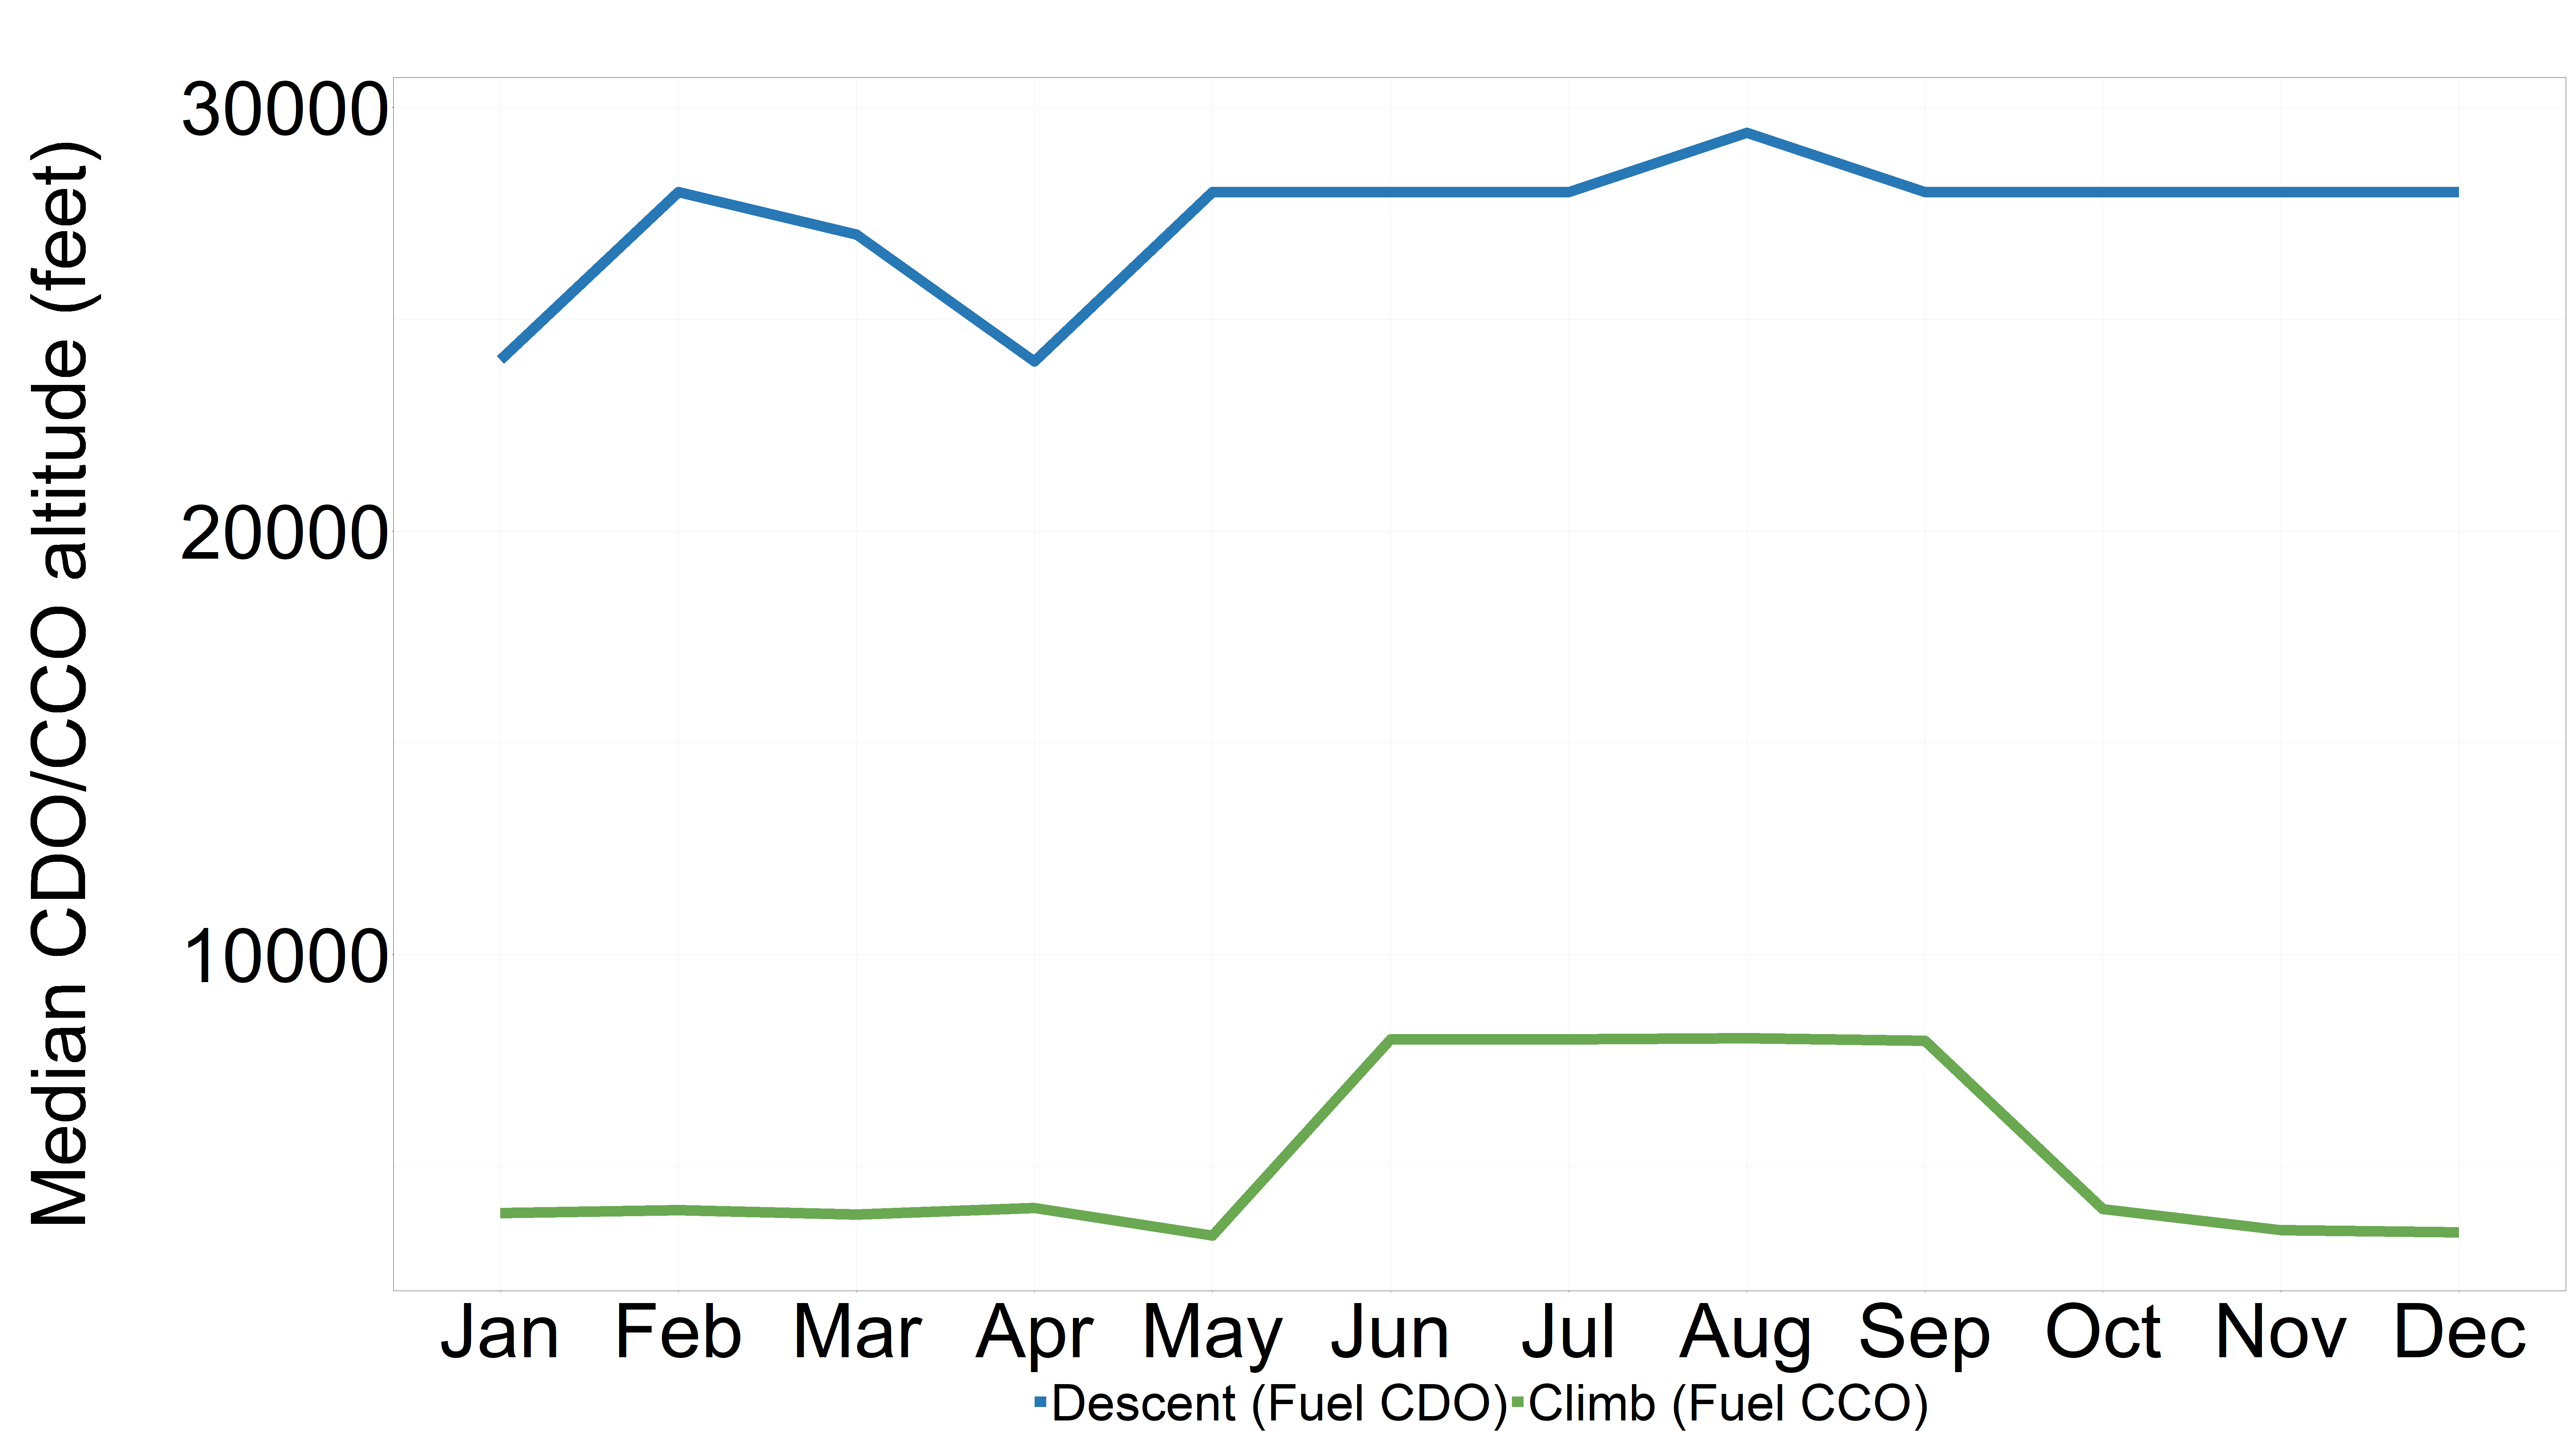 Median CDO/CCO altitude (feet)
30000
20000
10000
Jan Feb Mar Apr May Jun Jul Aug Sep Oct Nov Dec
Descent (Fuel CDO) Climb (Fuel CCO)